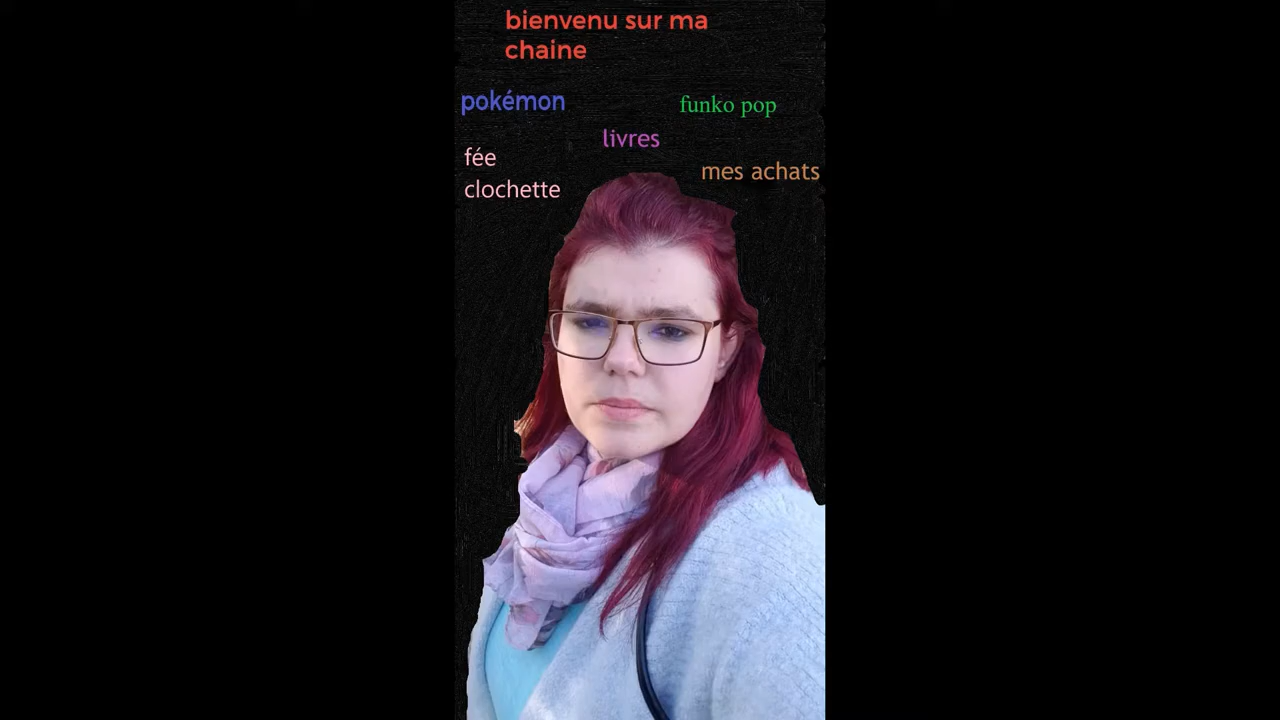 bienvenu sur ma
chaine
pokémon
funko pop
livres
fée
clochette
mes achats